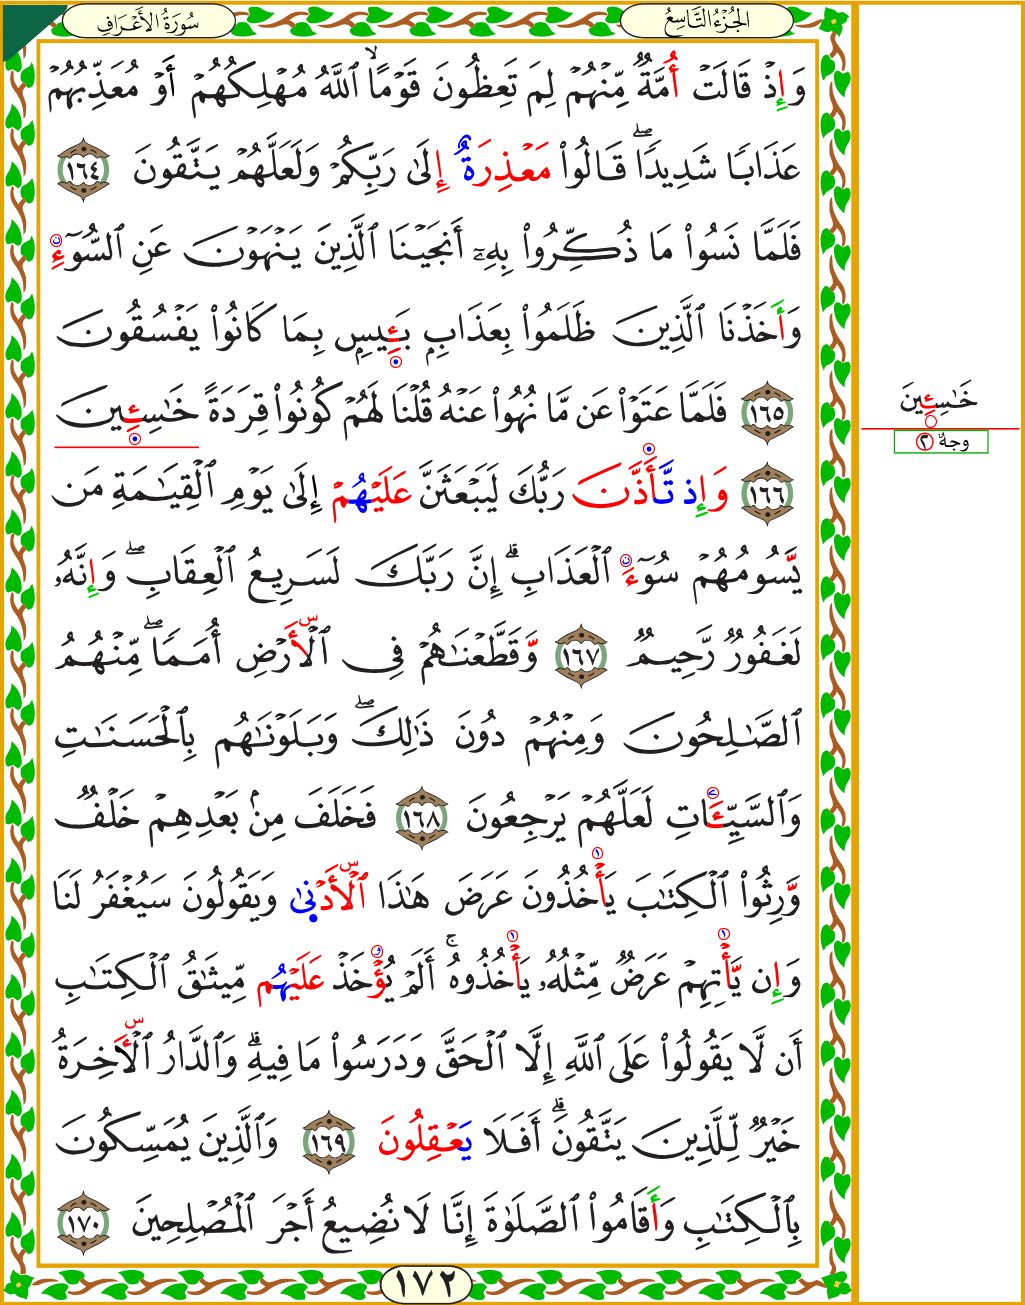 الجُزْءُ التَّاسِعُ
سُورَةُ الأَعْرَافِ
وَإِذْ قَالَتْ أُمَّةٌ مِّنْهُمْ لِمَ تَعِظُونَ قَوْمًا ۙ ٱللَّهُ مُهْلِكُهُمْ أَوْ مُعَذِّبُهُمْ
عَذَابًا شَدِيدًا ۖ قَالُوا۟ مَعْذِرَةٌ إِلَىٰ رَبِّكُمْ وَلَعَلَّهُمْ يَتَّقُونَ ١٦٤
فَلَمَّا نَسُوا۟ مَا ذُكِّرُوا۟ بِهِۦٓ أَنجَيْنَا ٱلَّذِينَ يَنْهَوْنَ عَنِ ٱلسُّوٓءِ
وَأَخَذْنَا ٱلَّذِينَ ظَلَمُوا۟ بِعَذَابٍۭ بَـِٔيسٍۭ بِمَا كَانُوا۟ يَفْسُقُونَ
١٦٥ فَلَمَّا عَتَوْا۟ عَن مَّا نُهُوا۟ عَنْهُ قُلْنَا لَهُمْ كُونُوا۟ قِرَدَةً خَـٰسِـِٔينَ
١٦٦ وَإِذ تَّأَذَّنَ رَبُّكَ لَيَبْعَثَنَّ عَلَيْهُمْ إِلَىٰ يَوْمِ ٱلْقِيَـٰمَةِ مَن
يَّسُومُهُمْ سُوٓءَ ٱلْعَذَابِ ۗ إِنَّ رَبَّكَ لَسَرِيعُ ٱلْعِقَابِ ۖ وَإِنَّهُۥ
لَغَفُورٌ رَّحِيمٌ ١٦٧ وَّقَطَّعْنَـٰهُمْ فِى ٱلْأَرْضِ أُمَمًا ۖ مِّنْهُمُ
ٱلصَّـٰلِحُونَ وَمِنْهُمْ دُونَ ذَٰلِكَ ۖ وَبَلَوْنَـٰهُم بِٱلْحَسَنَـٰتِ
وَٱلسَّيِّـَٔاتِ لَعَلَّهُمْ يَرْجِعُونَ ١٦٨ فَخَلَفَ مِنۢ بَعْدِهِمْ خَلْفٌ
وَّرِثُوا۟ ٱلْكِتَـٰبَ يَأْخُذُونَ عَرَضَ هَـٰذَا ٱلْأَدْنَىٰ وَيَقُولُونَ سَيُغْفَرُ لَنَا
وَإِن يَّأْتِهِمْ عَرَضٌ مِّثْلُهُۥ يَأْخُذُوهُ ۚ أَلَمْ يُؤْخَذْ عَلَيْهُم مِّيثَـٰقُ ٱلْكِتَـٰبِ
أَن لَّا يَقُولُوا۟ عَلَى ٱللَّهِ إِلَّا ٱلْحَقَّ وَدَرَسُوا۟ مَا فِيهِ ۗ وَٱلدَّارُ ٱلْـَٔاخِرَةُ
خَيْرٌ لِّلَّذِينَ يَتَّقُونَ ۗ أَفَلَا يَعْقِلُونَ ١٦٩ وَٱلَّذِينَ يُمَسِّكُونَ
بِٱلْكِتَـٰبِ وَأَقَامُوا۟ ٱلصَّلَوٰةَ إِنَّا لَا نُضِيعُ أَجْرَ ٱلْمُصْلِحِينَ ١٧٠
١٧٢
خَـٰسِـِٔينَ
وجهٌ ٢